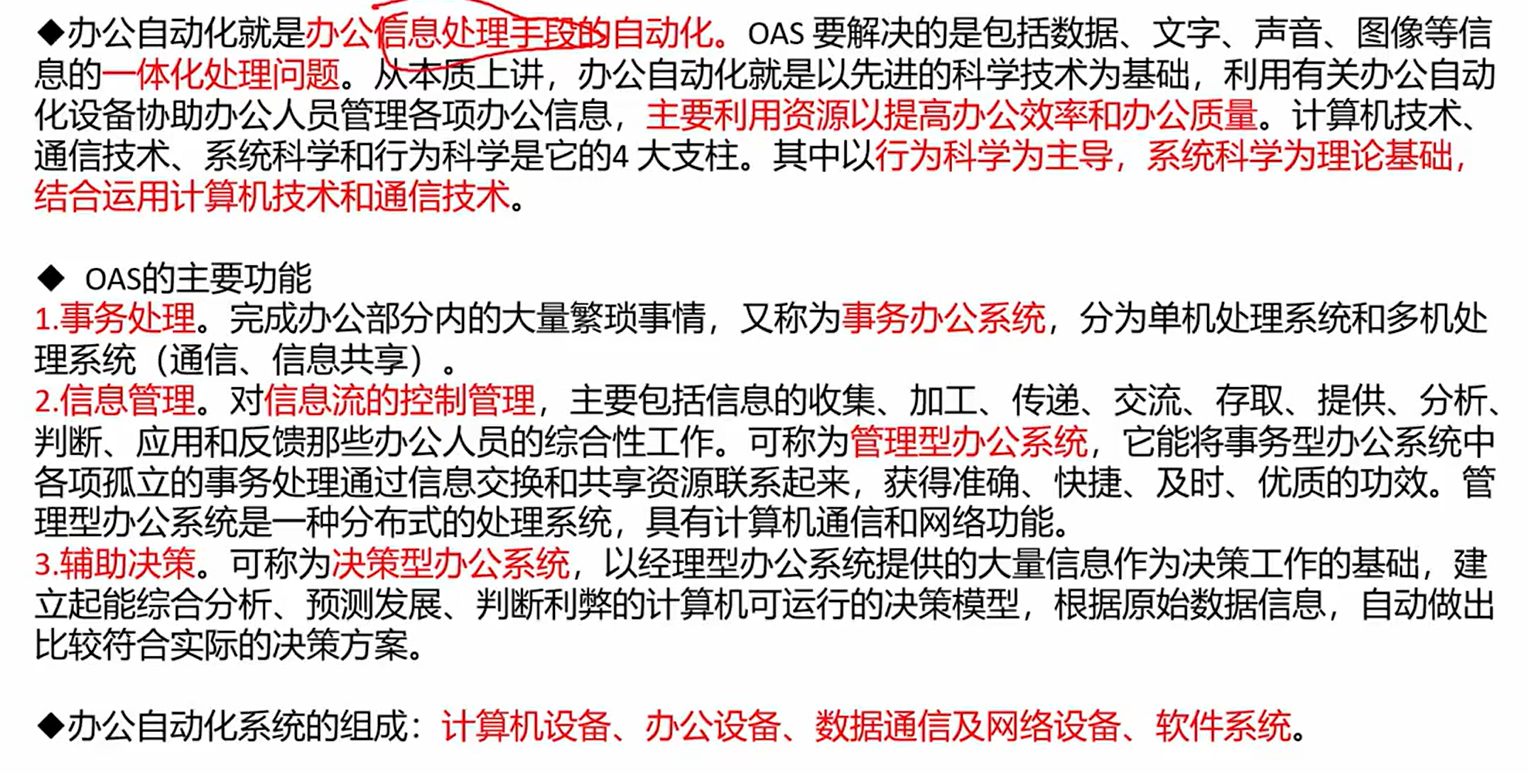 ◆办公自动化就是办公信息处理手段的自动化。OAS 要解决的是包括数据、文字、声音、图像等信
息的一体化处理问题。从本质上讲，办公自动化就是以先进的科学技术为基础，利用有关办公自动
化设备协助办公人员管理各项办公信息，主要利用资源以提高办公效率和办公质量。计算机技术、
通信技术、系统科学和行为科学是它的4 大支柱。其中以行为科学为主导，系统科学为理论基础，
结合运用计算机技术和通信技术。
◆ OAS的主要功能
1.事务处理。完成办公部分内的大量繁琐事情，又称为事务办公系统，分为单机处理系统和多机处
理系统（通信、信息共享）。
2.信息管理。对信息流的控制管理，主要包括信息的收集、加工、传递、交流、存取、提供、分析、
判断、应用和反馈那些办公人员的综合性工作。可称为管理型办公系统，它能将事务型办公系统中
各项孤立的事务处理通过信息交换和共享资源联系起来，获得准确、快捷、及时、优质的功效。管
理型办公系统是一种分布式的处理系统，具有计算机通信和网络功能。
3.辅助决策。可称为决策型办公系统，以经理型办公系统提供的大量信息作为决策工作的基础，建
立起能综合分析、预测发展、判断利弊的计算机可运行的决策模型，根据原始数据信息，自动做出
比较符合实际的决策方案。
◆办公自动化系统的组成：计算机设备、办公设备、数据通信及网络设备、软件系统。